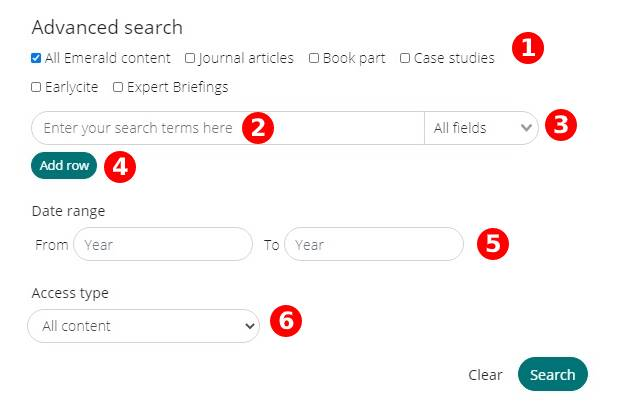 Advanced search
All Emerald content Journal articles Book part Case studies 1
Earlycite Expert Briefings
Enter your search terms here 2 All fields 3
Add row 4
Date range
From Year To Year 5
Access type
All content 6
Clear Search